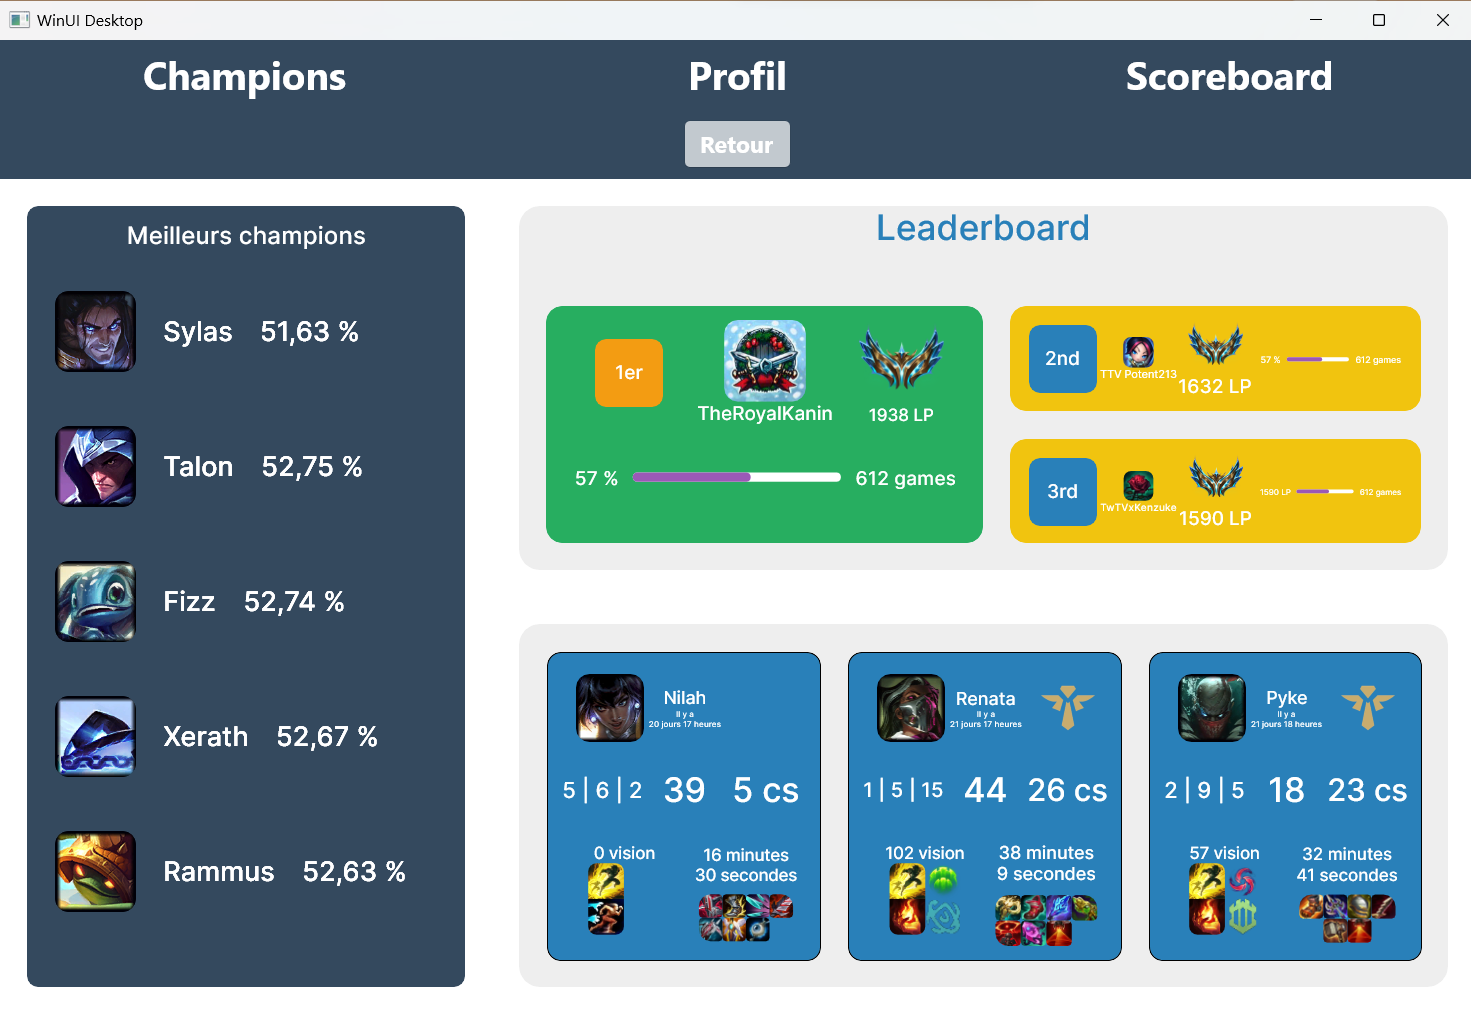 WinUI Desktop
Champions
Profil
Scoreboard
Retour
Meilleurs champions
Sylas 51,63 %
Talon 52,75 %
Fizz 52,74 %
Xerath 52,67 %
Rammus 52,63 %
Leaderboard
1er
TheRoyalKanin
1938 LP
57 %
612 games
2nd
TTV Potent213
1632 LP
57 %
612 games
3rd
TwTVxKenzuke
1590 LP
1590 LP
612 games
Nilah
Il y a
20 jours 17 heures
5 | 6 | 2
39
5 cs
0 vision
16 minutes
30 secondes
Renata
Il y a
21 jours 17 heures
1 | 5 | 15
44
26 cs
102 vision
38 minutes
9 secondes
Pyke
Il y a
21 jours 18 heures
2 | 9 | 5
18
23 cs
57 vision
32 minutes
41 secondes